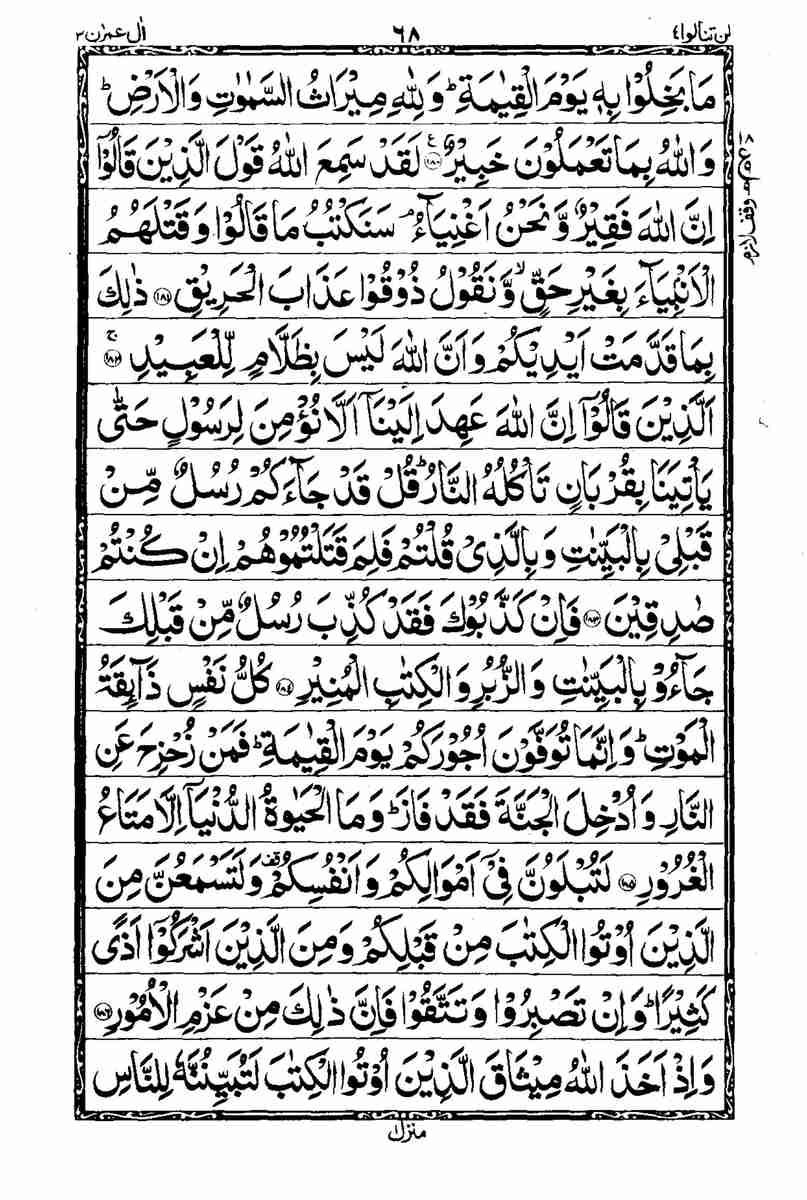 لن تنالوا ٤ ٦٨ اٰل عمرٰن ٣
مَا بَخِلُوْا بِهٖ يَوْمَ الْقِيٰمَةِ ؕ وَلِلّٰهِ مِيْرَاثُ السَّمٰوٰتِ وَالْاَرْضِ ؕ
وَاللّٰهُ بِمَا تَعْمَلُوْنَ خَبِيْرٌ ﴿۱۸۰﴾ ع لَقَدْ سَمِعَ اللّٰهُ قَوْلَ الَّذِيْنَ قَالُوْۤا
اِنَّ اللّٰهَ فَقِيْرٌ وَّنَحْنُ اَغْنِيَآءُ ۘ سَنَكْتُبُ مَا قَالُوْا وَقَتْلَهُمُ
وقف لازم
الْاَنْۢبِيَآءَ بِغَيْرِ حَقٍّ ۙ وَّنَقُوْلُ ذُوْقُوْا عَذَابَ الْحَرِيْقِ ﴿۱۸۱﴾ ذٰلِكَ
بِمَا قَدَّمَتْ اَيْدِيْكُمْ وَاَنَّ اللّٰهَ لَيْسَ بِظَلَّامٍ لِّلْعَبِيْدِ ﴿۱۸۲﴾ ج
اَلَّذِيْنَ قَالُوْۤا اِنَّ اللّٰهَ عَهِدَ اِلَيْنَاۤ اَلَّا نُؤْمِنَ لِرَسُوْلٍ حَتّٰى
يَاْتِيَنَا بِقُرْبَانٍ تَاْكُلُهُ النَّارُ ؕ قُلْ قَدْ جَآءَكُمْ رُسُلٌ مِّنْ
قَبْلِىْ بِالْبَيِّنٰتِ وَبِالَّذِىْ قُلْتُمْ فَلِمَ قَتَلْتُمُوْهُمْ اِنْ كُنْتُمْ
صٰدِقِيْنَ ﴿۱۸۳﴾ فَاِنْ كَذَّبُوْكَ فَقَدْ كُذِّبَ رُسُلٌ مِّنْ قَبْلِكَ
جَآءُوْ بِالْبَيِّنٰتِ وَالزُّبُرِ وَالْكِتٰبِ الْمُنِيْرِ ﴿۱۸۴﴾ كُلُّ نَفْسٍ ذَآىِٕقَةُ
الْمَوْتِ ؕ وَاِنَّمَا تُوَفَّوْنَ اُجُوْرَكُمْ يَوْمَ الْقِيٰمَةِ ؕ فَمَنْ زُحْزِحَ عَنِ
النَّارِ وَاُدْخِلَ الْجَنَّةَ فَقَدْ فَازَ ؕ وَمَا الْحَيٰوةُ الدُّنْيَاۤ اِلَّا مَتَاعُ
الْغُرُوْرِ ﴿۱۸۵﴾ لَتُبْلَوُنَّ فِىْۤ اَمْوَالِكُمْ وَاَنْفُسِكُمْ ۫ وَلَتَسْمَعُنَّ مِنَ
الَّذِيْنَ اُوْتُوا الْكِتٰبَ مِنْ قَبْلِكُمْ وَمِنَ الَّذِيْنَ اَشْرَكُوْۤا اَذًى
كَثِيْرًا ؕ وَاِنْ تَصْبِرُوْا وَتَتَّقُوْا فَاِنَّ ذٰلِكَ مِنْ عَزْمِ الْاُمُوْرِ ﴿۱۸۶﴾
وَاِذْ اَخَذَ اللّٰهُ مِيْثَاقَ الَّذِيْنَ اُوْتُوا الْكِتٰبَ لَتُبَيِّنُنَّهٗ لِلنَّاسِ
منزل ۱